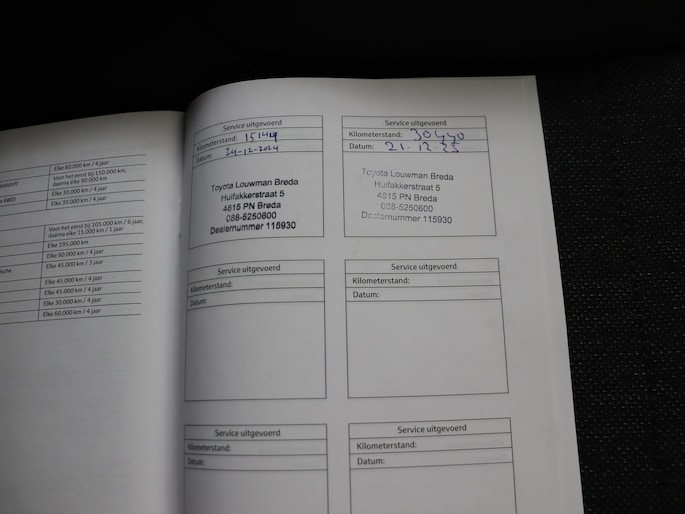 Elke 60.000 km / 4 jaar
Voor het eerst bij 150.000 km,
daarna elke 90.000 km
Elke 30.000 km / 4 jaar
Elke 30.000 km / 4 jaar
Voor het eerst bij 105.000 km / 6 jaar,
daarna elke 15.000 km / 1 jaar
Elke 195.000 km
Elke 60.000 km / 4 jaar
Elke 45.000 km / 3 jaar
Elke 45.000 km / 4 jaar
Elke 45.000 km / 4 jaar
Elke 30.000 km / 4 jaar
Elke 60.000 km / 4 jaar
Service uitgevoerd
Kilometerstand:
Datum: 24-12-2024
Toyota Louwman Breda
Huifakkerstraat 5
4815 PN Breda
088-5250600
Dealernummer 115930
Service uitgevoerd
Kilometerstand: 30440
Datum: 21-12-25
Toyota Louwman Breda
Huifakkerstraat 5
4815 PN Breda
088-5250600
Dealernummer 115930
Service uitgevoerd
Kilometerstand:
Datum:
Service uitgevoerd
Kilometerstand:
Datum:
Service uitgevoerd
Kilometerstand:
Datum:
Service uitgevoerd
Kilometerstand:
Datum: